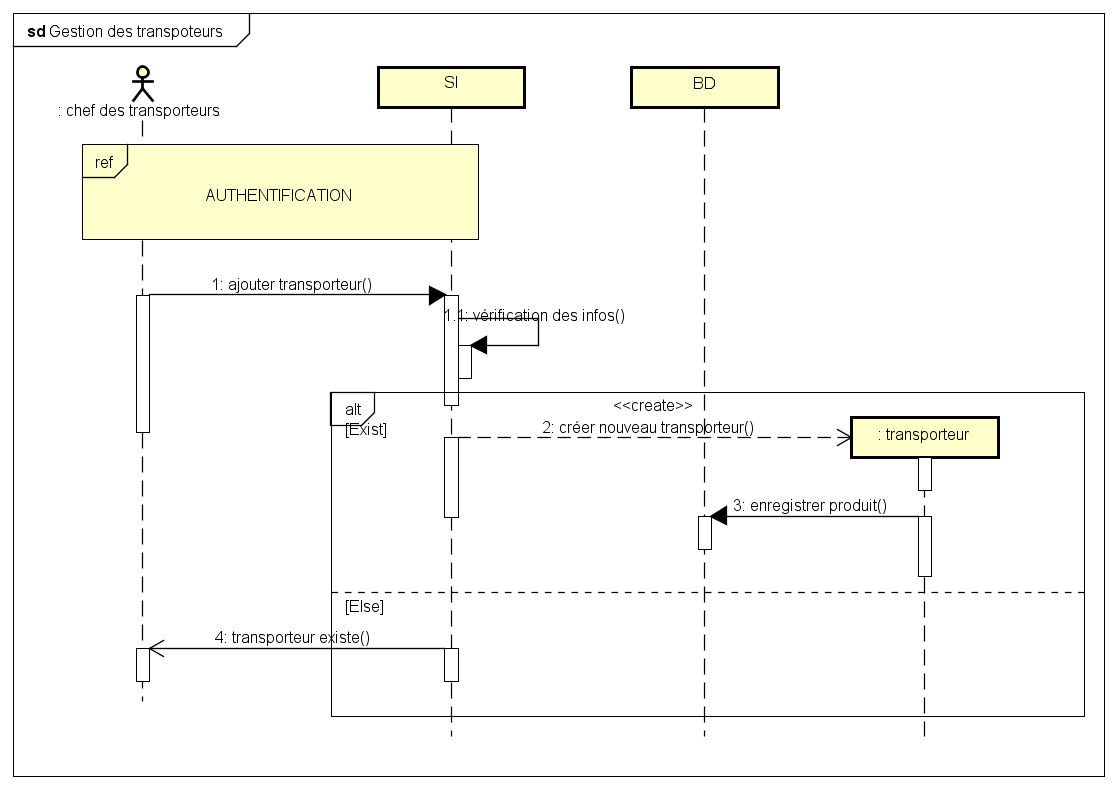 sd Gestion des transpoteurs
: chef des transporteurs
SI
BD
ref
AUTHENTIFICATION
1: ajouter transporteur()
1.1: vérification des infos()
alt
[Exist]
<<create>>
2: créer nouveau transporteur()
: transporteur
3: enregistrer produit()
[Else]
4: transporteur existe()